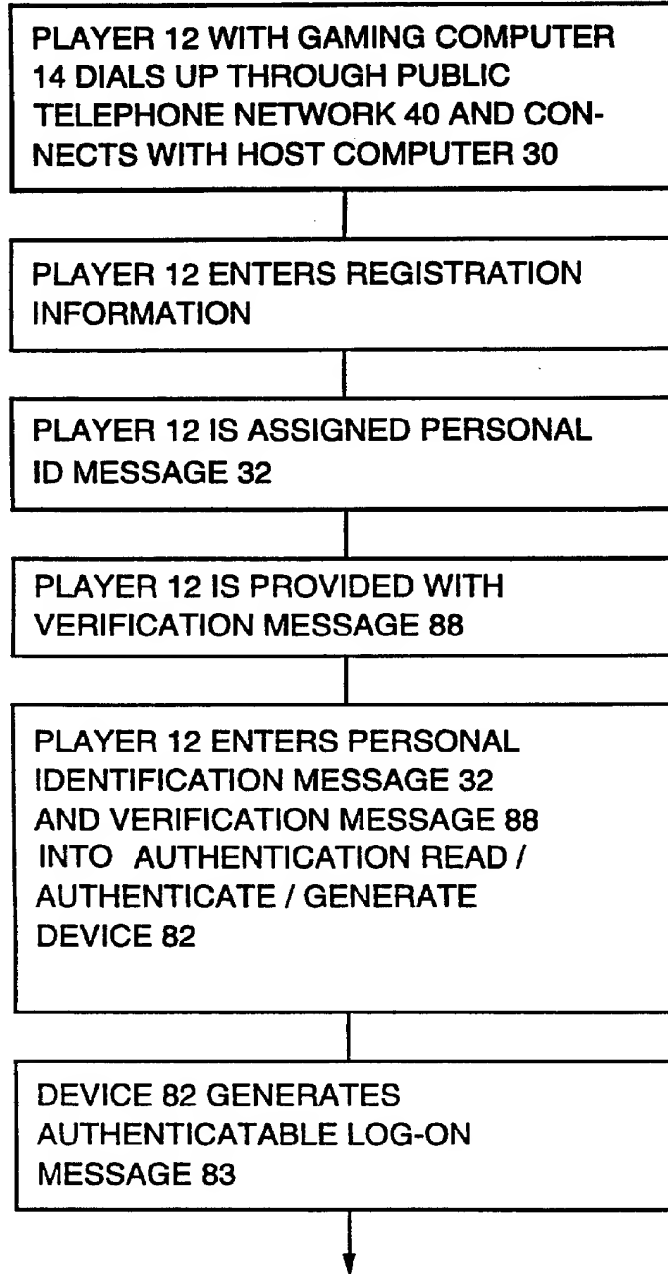 PLAYER 12 WITH GAMING COMPUTER
14 DIALS UP THROUGH PUBLIC
TELEPHONE NETWORK 40 AND CON-
NECTS WITH HOST COMPUTER 30
PLAYER 12 ENTERS REGISTRATION
INFORMATION
PLAYER 12 IS ASSIGNED PERSONAL
ID MESSAGE 32
PLAYER 12 IS PROVIDED WITH
VERIFICATION MESSAGE 88
PLAYER 12 ENTERS PERSONAL
IDENTIFICATION MESSAGE 32
AND VERIFICATION MESSAGE 88
INTO AUTHENTICATION READ /
AUTHENTICATE / GENERATE
DEVICE 82
DEVICE 82 GENERATES
AUTHENTICATABLE LOG-ON
MESSAGE 83